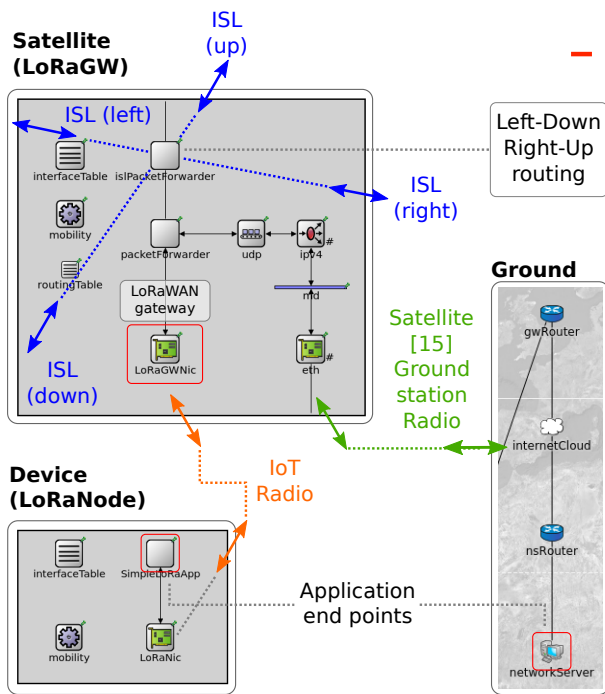 Satellite
(LoRaGW)
ISL
(up)
ISL (left)
ISL
(right)
ISL
(down)
interfaceTable
islPacketForwarder
mobility
packetForwarder
udp
ipv4
#
routingTable
LoRaWAN
gateway
md
LoRaGWNic
eth
#
Left-Down
Right-Up
routing
Satellite
[15]
Ground
station
Radio
Ground
gwRouter
internetCloud
nsRouter
networkServer
IoT
Radio
Device
(LoRaNode)
interfaceTable
SimpleLoRaApp
mobility
LoRaNic
Application
end points